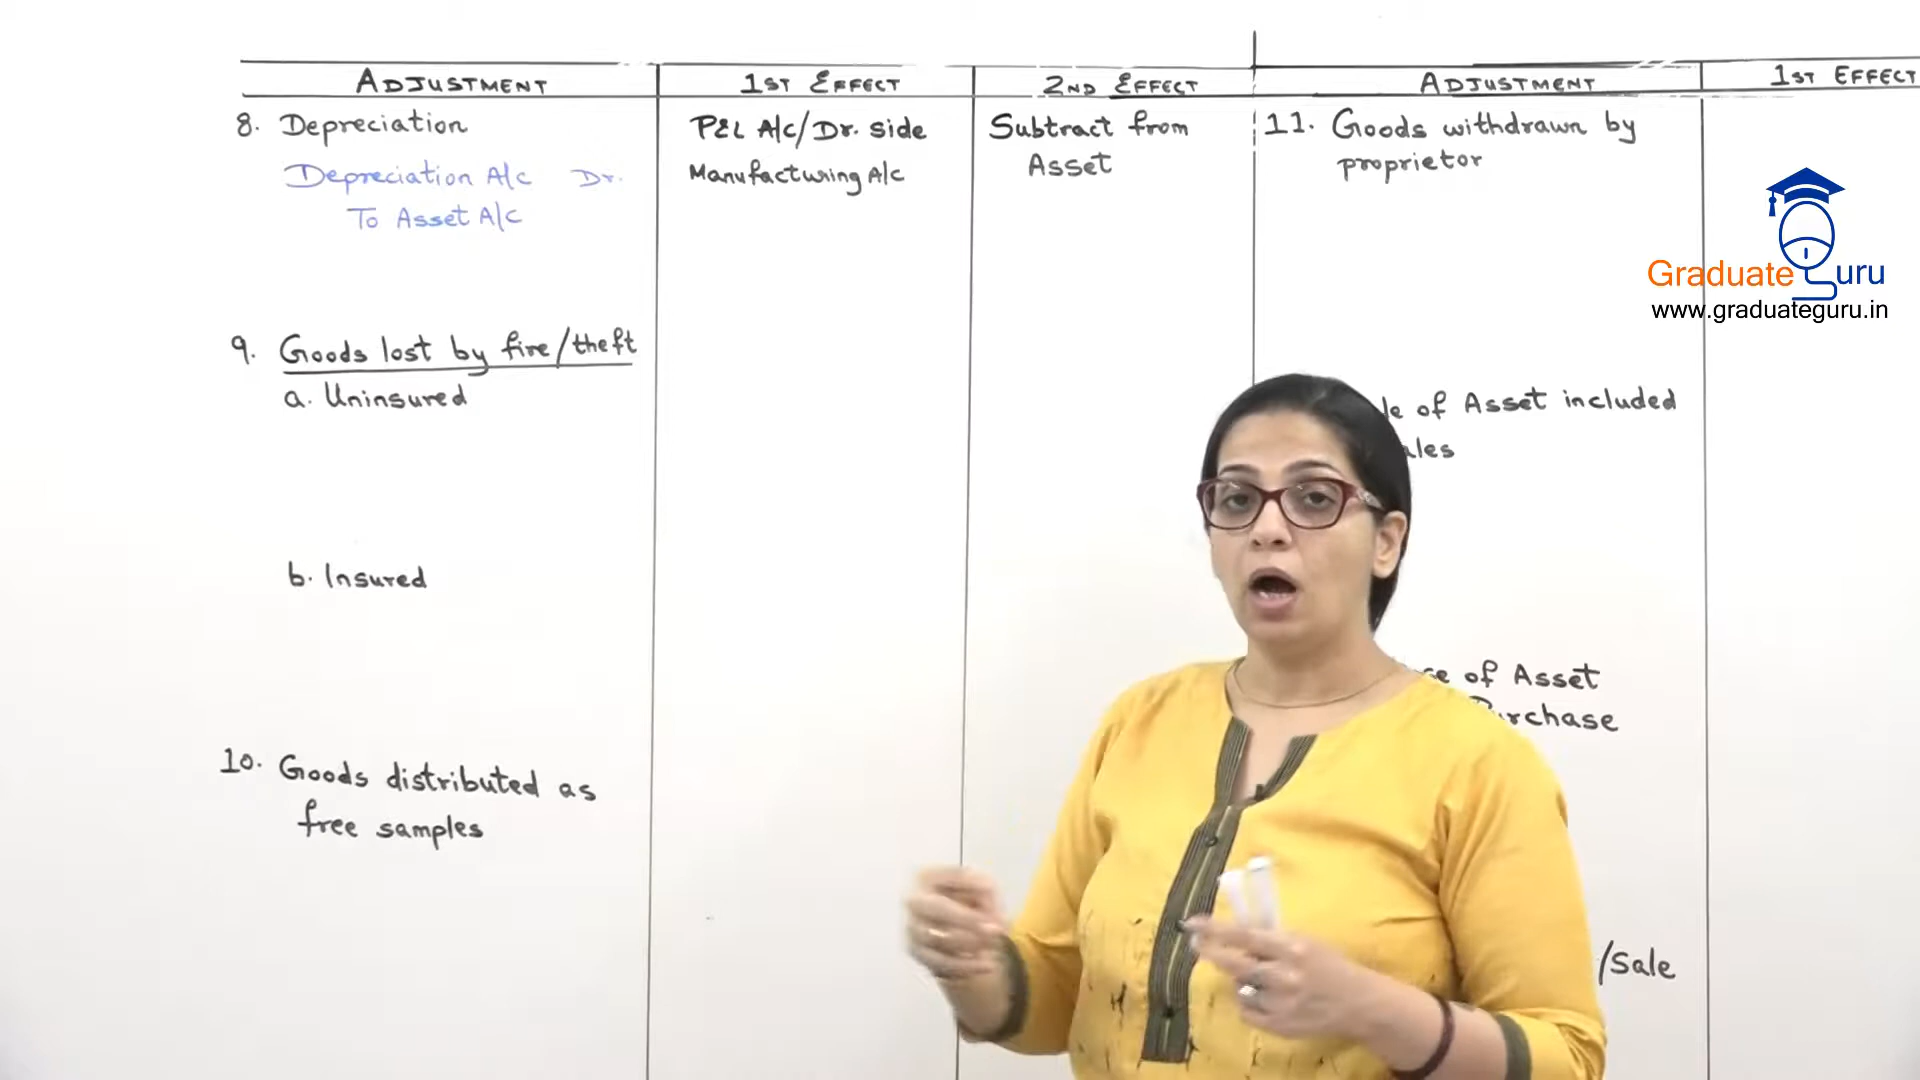 ADJUSTMENT
1ST EFFECT
2ND EFFECT
8. Depreciation
P&L A/c/Dr. side
Subtract from
Depreciation A/c Dr.
Manufacturing A/c
Asset
To Asset A/c
9. Goods lost by fire/theft
a. Uninsured
b. Insured
10. Goods distributed as
free samples
ADJUSTMENT
1ST EFFECT
11. Goods withdrawn by
proprietor
Graduate Guru
www.graduateguru.in
of Asset included
of Asset
/Sale